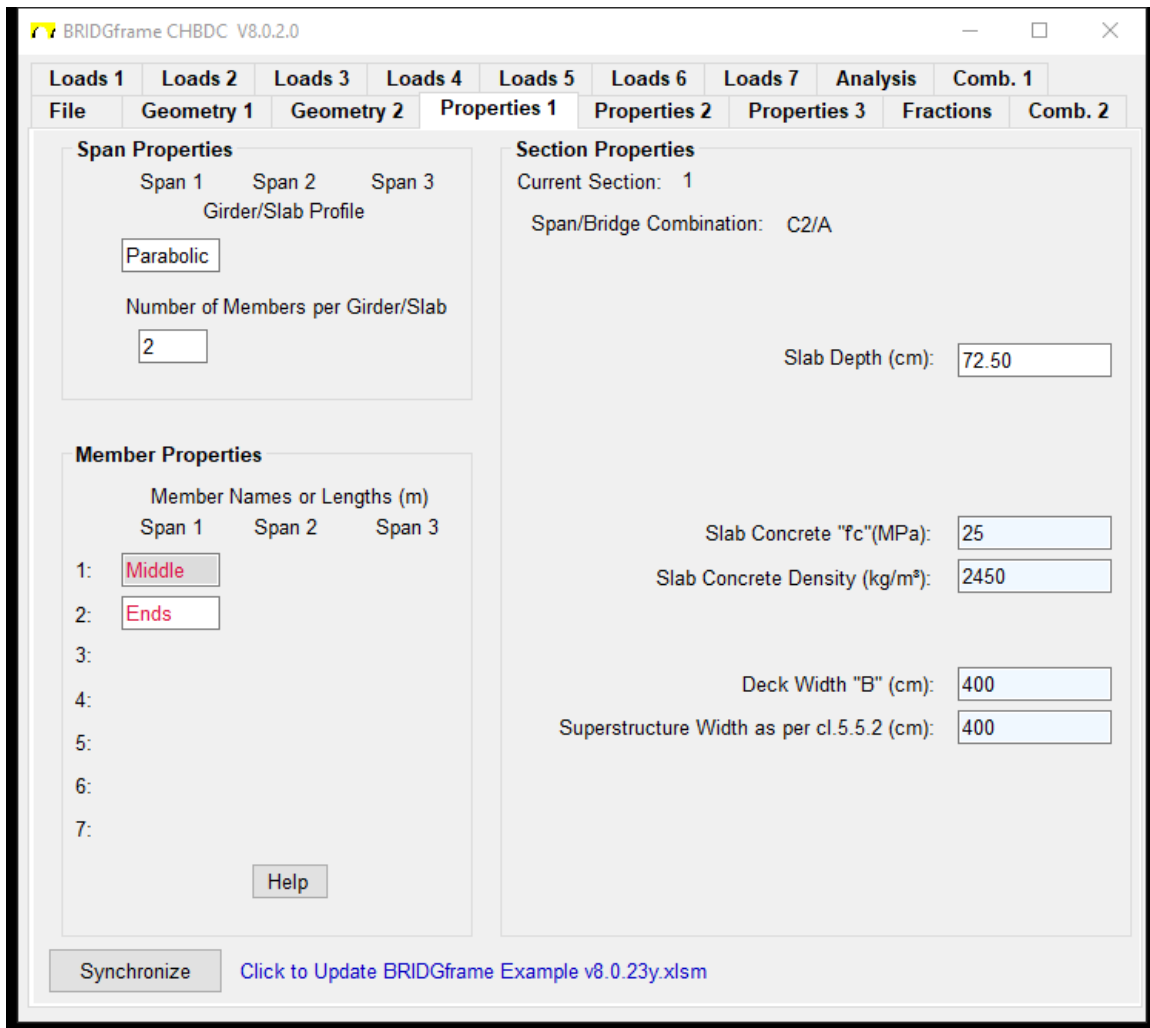 BRIDGframe CHBDC V8.0.2.0
Loads 1 Loads 2 Loads 3 Loads 4 Loads 5 Loads 6 Loads 7 Analysis Comb. 1
File Geometry 1 Geometry 2 Properties 1 Properties 2 Properties 3 Fractions Comb. 2
Span Properties
Span 1 Span 2 Span 3
Girder/Slab Profile
Parabolic
Number of Members per Girder/Slab
2
Member Properties
Member Names or Lengths (m)
Span 1 Span 2 Span 3
1: Middle
2: Ends
3:
4:
5:
6:
7:
Help
Section Properties
Current Section: 1
Span/Bridge Combination: C2/A
Slab Depth (cm): 72.50
Slab Concrete "f'c"(MPa): 25
Slab Concrete Density (kg/m³): 2450
Deck Width "B" (cm): 400
Superstructure Width as per cl.5.5.2 (cm): 400
Synchronize Click to Update BRIDGframe Example v8.0.23y.xlsm